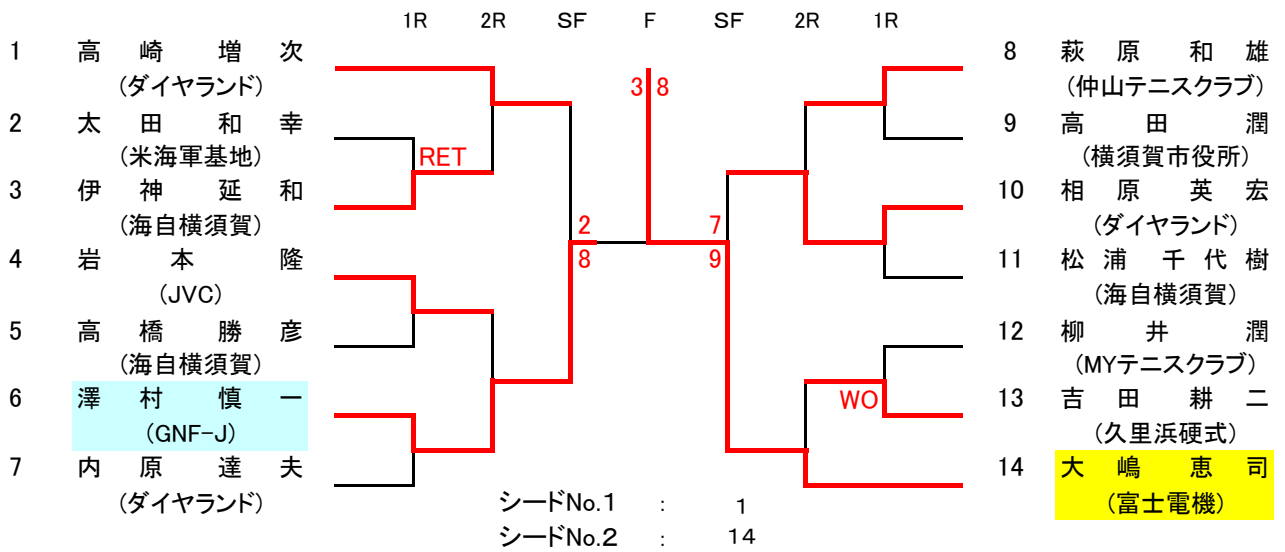 1R 2R SF F SF 2R 1R
1 高崎増次
(ダイヤランド)
2 太田和幸
(米海軍基地)
3 伊神延和
(海自横須賀)
4 岩本隆
(JVC)
5 高橋勝彦
(海自横須賀)
6 澤村慎一
(GNF-J)
7 内原達夫
(ダイヤランド)
RET
2
8
3 8
7
9
WO
8 萩原和雄
(仲山テニスクラブ)
9 高田潤
(横須賀市役所)
10 相原英宏
(ダイヤランド)
11 松浦千代樹
(海自横須賀)
12 柳井潤
(MYテニスクラブ)
13 吉田耕二
(久里浜硬式)
14 大嶋恵司
(富士電機)
シードNo.1 : 1
シードNo.2 : 14